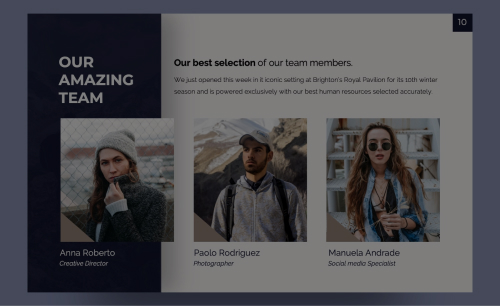 10
OUR
AMAZING
TEAM
Our best selection of our team members.
We just opened this week in it iconic setting at Brighton's Royal Pavilion for its 10th winter
season and is powered exclusively with our best human resources selected accurately
Anna Roberto
Creative Director
Paolo Rodriguez
Photographer
Manuela Andrade
Social media Specialist